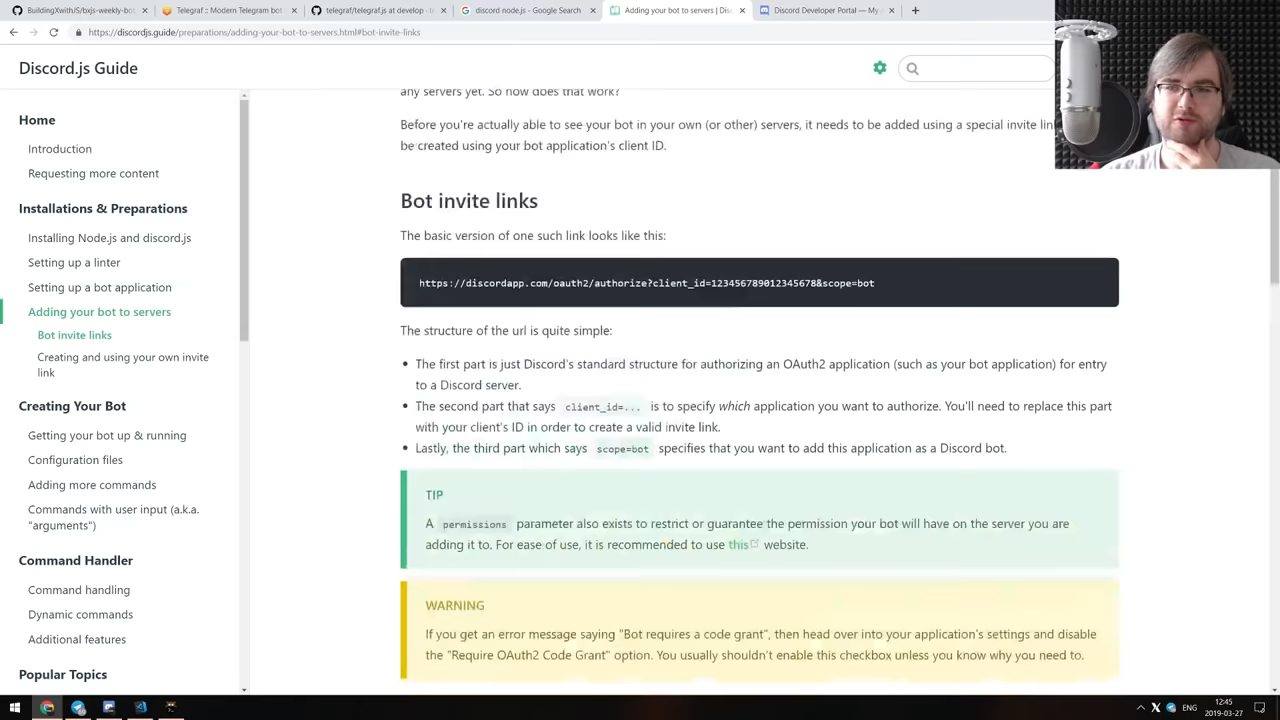 BuildingXwithJS/bxjs-weekly-bot
Telegraf :: Modern Telegram bot
telegraf/telegraf.js at develop · t
discord node.js - Google Search
Adding your bot to servers | Dis
Discord Developer Portal — My
https://discordjs.guide/preparations/adding-your-bot-to-servers.html#bot-invite-links
Discord.js Guide
Home
Introduction
Requesting more content
Installations & Preparations
Installing Node.js and discord.js
Setting up a linter
Setting up a bot application
Adding your bot to servers
Bot invite links
Creating and using your own invite
link
Creating Your Bot
Getting your bot up & running
Configuration files
Adding more commands
Commands with user input (a.k.a.
"arguments")
Command Handler
Command handling
Dynamic commands
Additional features
Popular Topics
any servers yet. So how does that work?
Before you're actually able to see your bot in your own (or other) servers, it needs to be added using a special invite lin
be created using your bot application's client ID.
Bot invite links
The basic version of one such link looks like this:
https://discordapp.com/oauth2/authorize?client_id=123456789012345678&scope=bot
The structure of the url is quite simple:
• The first part is just Discord's standard structure for authorizing an OAuth2 application (such as your bot application) for entry
to a Discord server.
• The second part that says client_id=... is to specify which application you want to authorize. You'll need to replace this part
with your client's ID in order to create a valid invite link.
• Lastly, the third part which says scope=bot specifies that you want to add this application as a Discord bot.
TIP
A permissions parameter also exists to restrict or guarantee the permission your bot will have on the server you are
adding it to. For ease of use, it is recommended to use this website.
WARNING
If you get an error message saying "Bot requires a code grant", then head over into your application's settings and disable
the "Require OAuth2 Code Grant" option. You usually shouldn't enable this checkbox unless you know why you need to.
ENG
12:45
2019-03-27